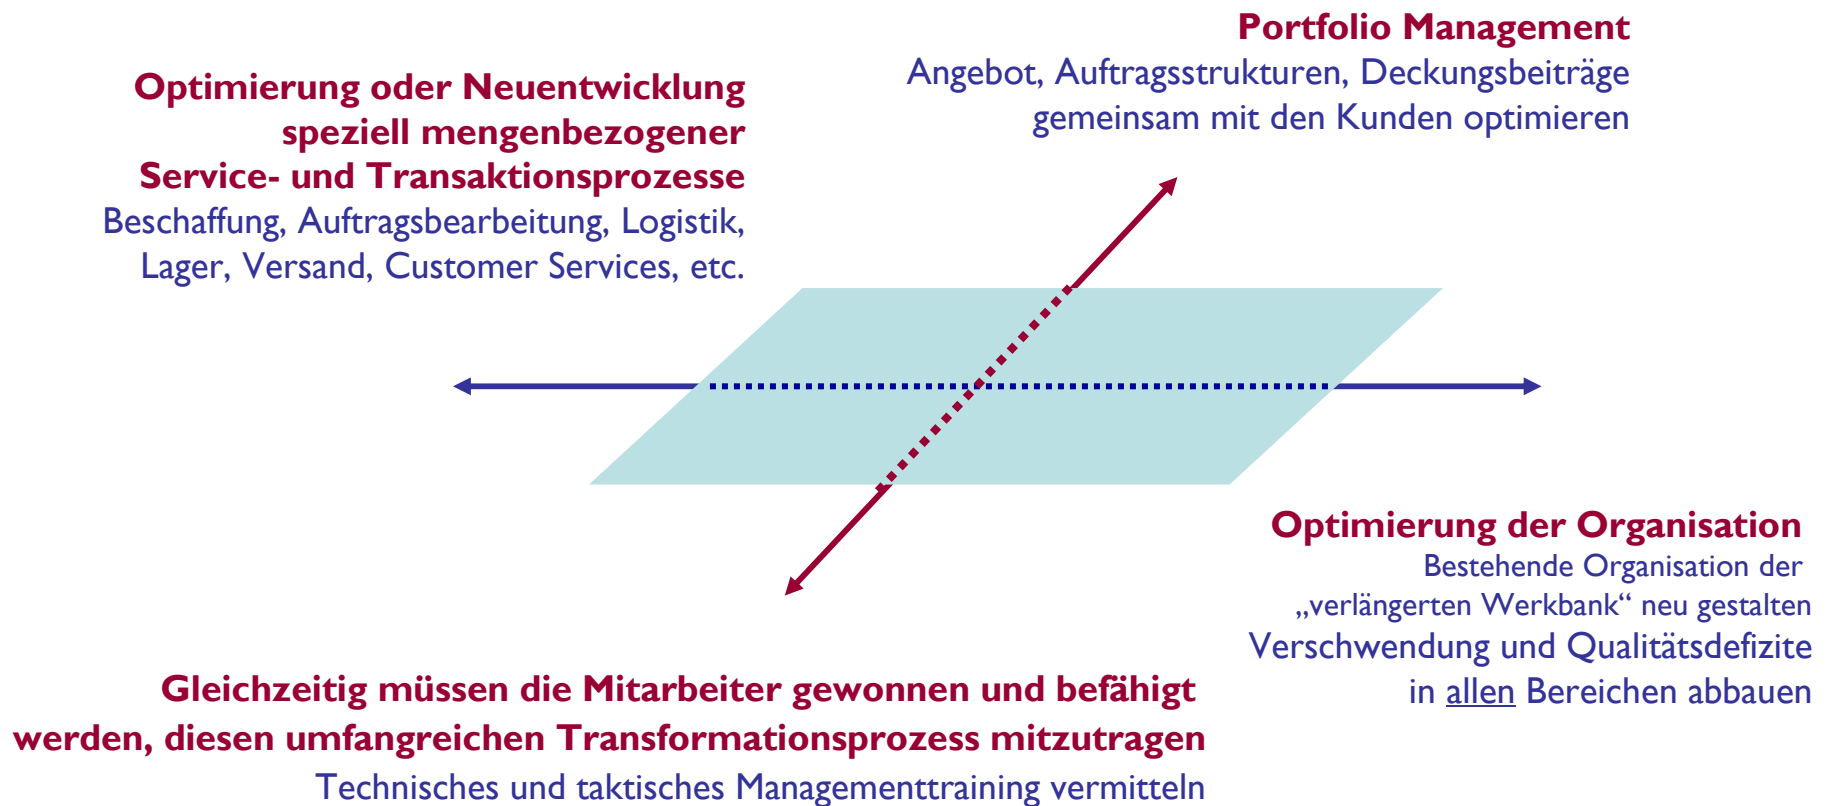 Portfolio Management
Angebot, Auftragsstrukturen, Deckungsbeiträge
gemeinsam mit den Kunden optimieren
Optimierung oder Neuentwicklung
speziell mengenbezogener
Service- und Transaktionsprozesse
Beschaffung, Auftragsbearbeitung, Logistik,
Lager, Versand, Customer Services, etc.
Optimierung der Organisation
Bestehende Organisation der
„verlängerten Werkbank“ neu gestalten
Verschwendung und Qualitätsdefizite
in allen Bereichen abbauen
Gleichzeitig müssen die Mitarbeiter gewonnen und befähigt
werden, diesen umfangreichen Transformationsprozess mitzutragen
Technisches und taktisches Managementtraining vermitteln